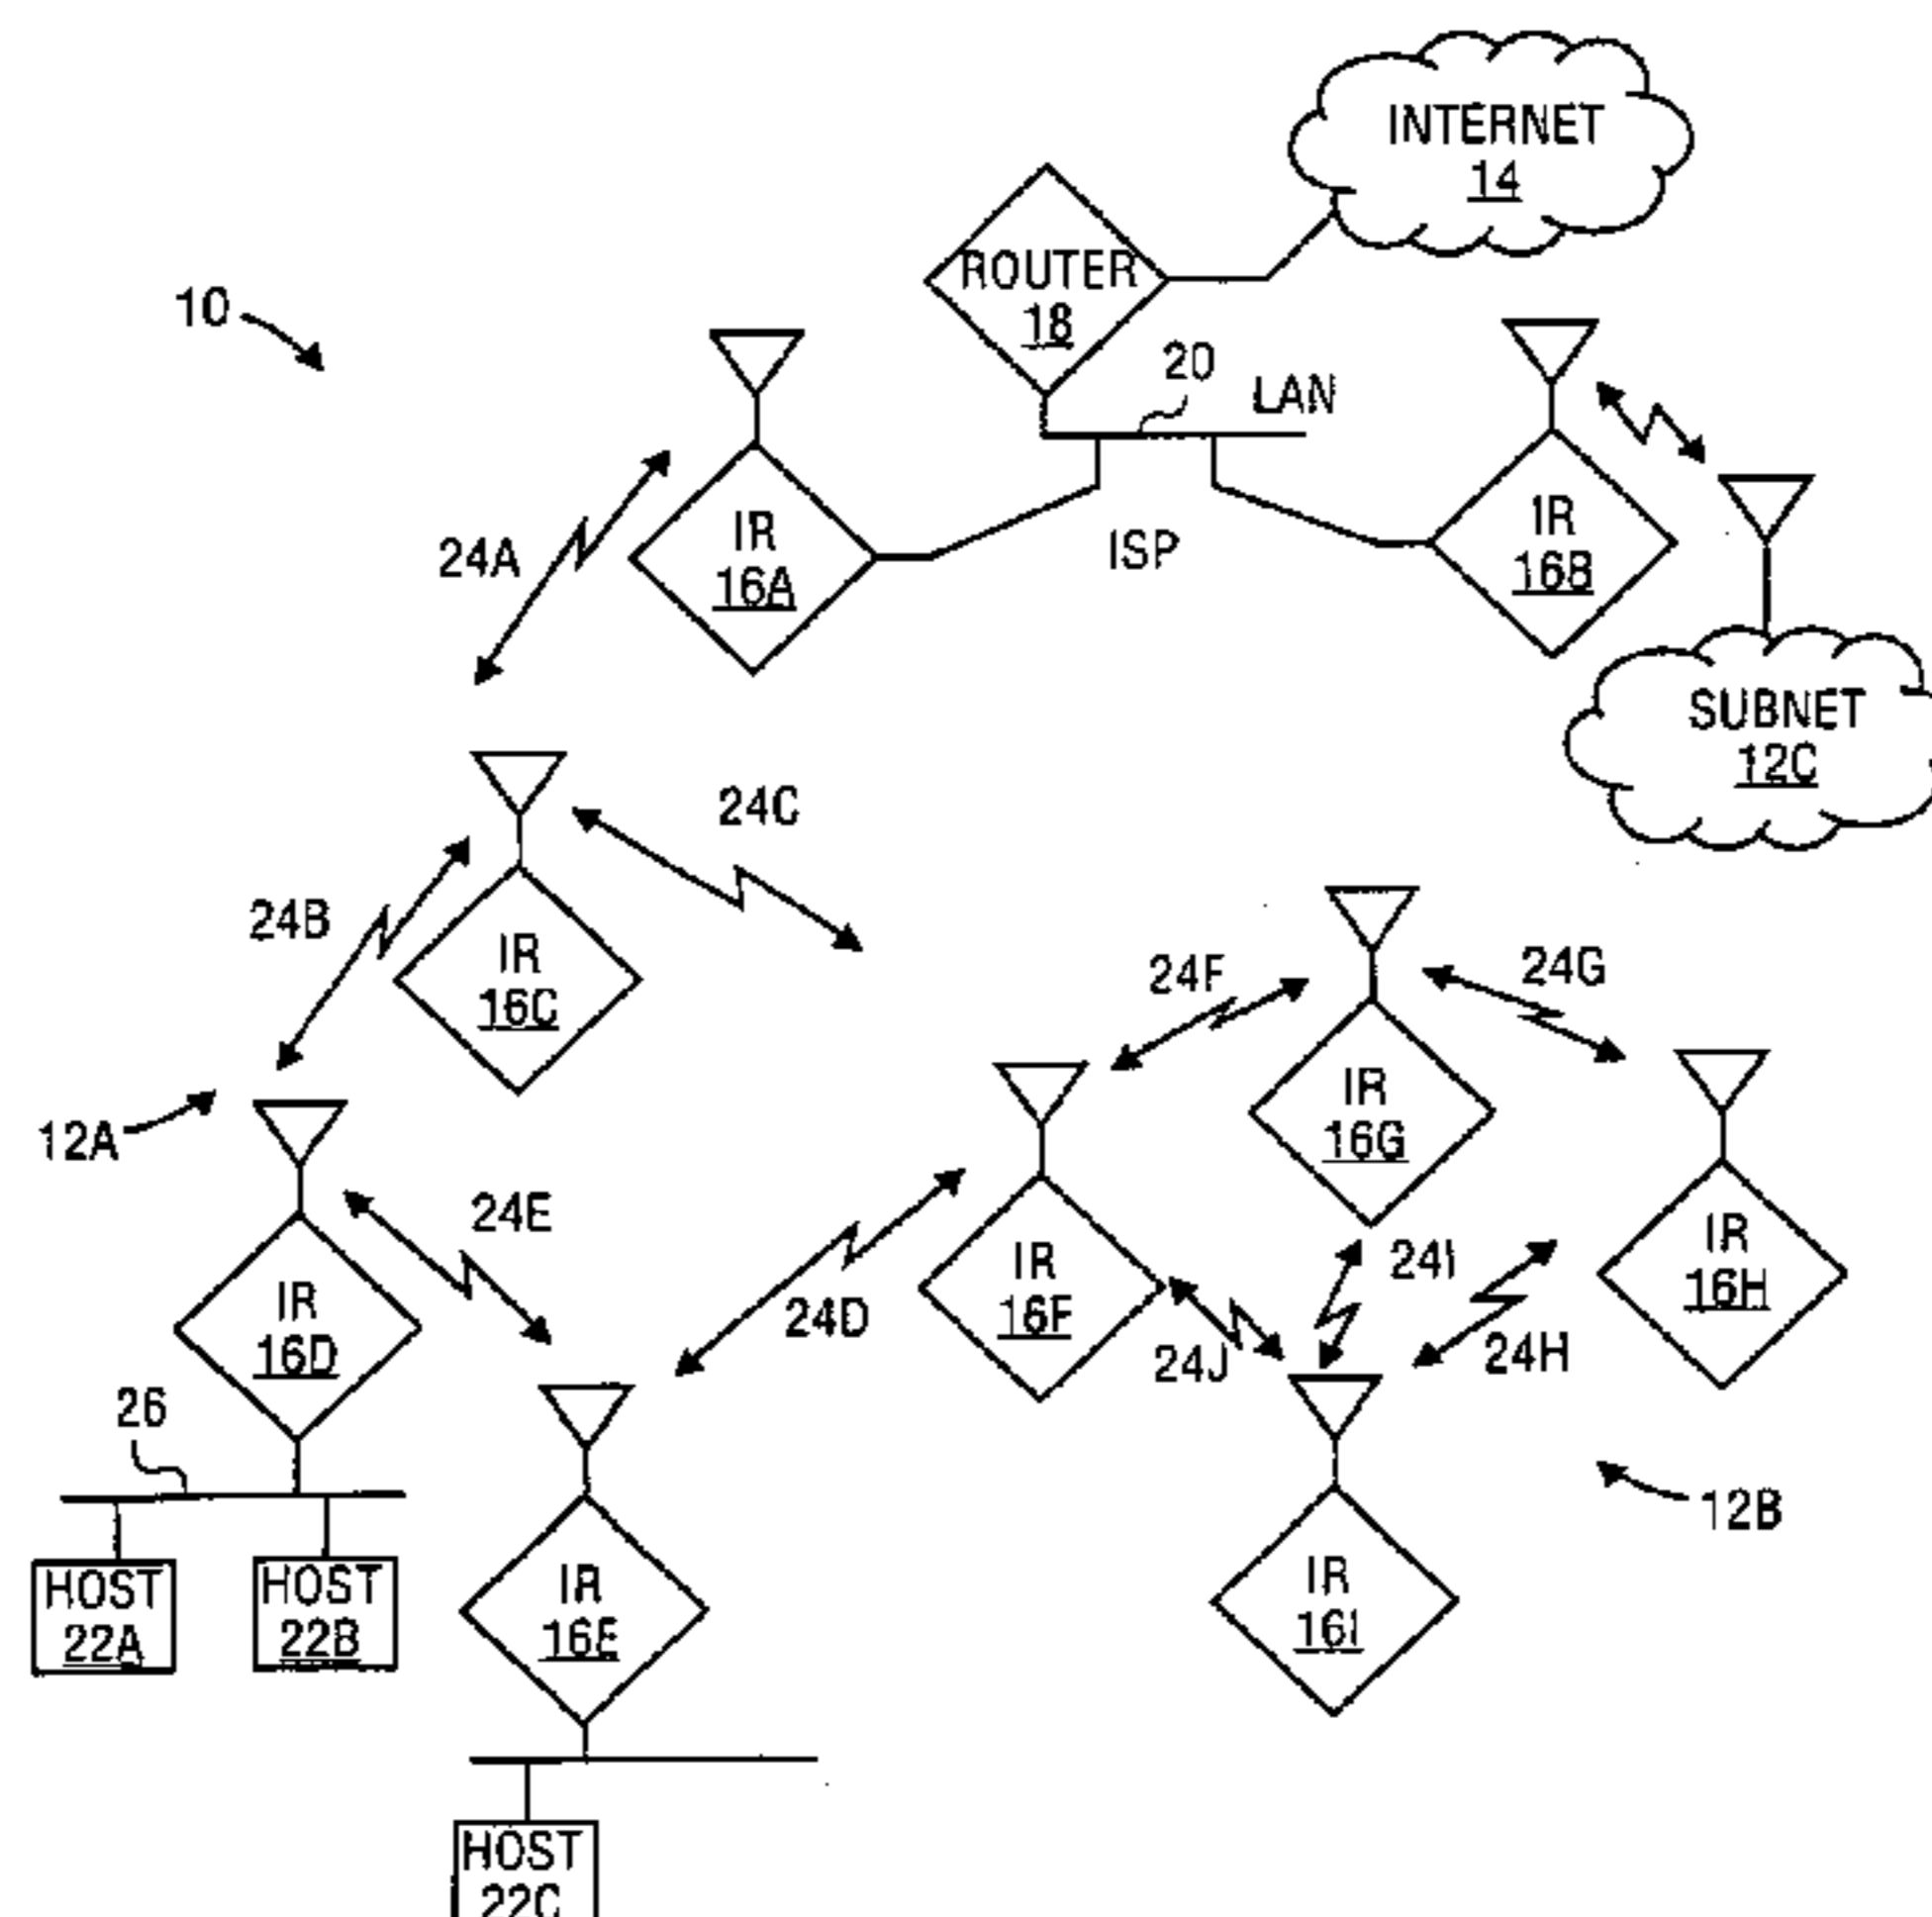 INTERNET
14
ROUTER
18
10
20
LAN
24A
IR
16A
ISP
IR
16B
SUBNET
12C
24C
24B
IR
16C
24F
24G
12A
IR
16G
24E
24I
IR
16H
IR
16F
24D
24J
24H
IR
16D
26
12B
HOST
22A
HOST
22B
IR
16E
IR
16I
HOST
22C